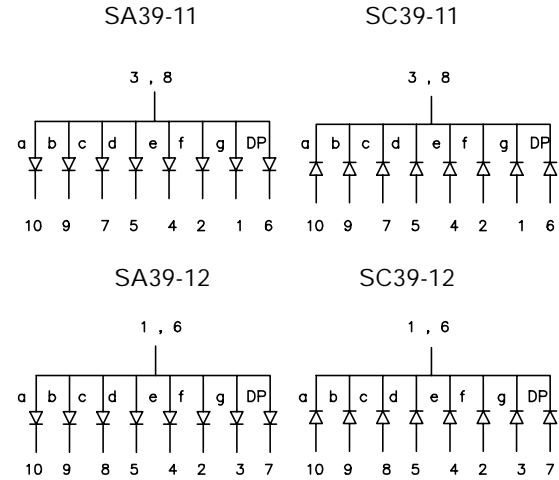 SA39-11 SC39-11
3 , 8 3 , 8
a b c d e f g DP a b c d e f g DP
10 9 7 5 4 2 1 6 10 9 7 5 4 2 1 6
SA39-12 SC39-12
1 , 6 1 , 6
a b c d e f g DP a b c d e f g DP
10 9 8 5 4 2 3 7 10 9 8 5 4 2 3 7